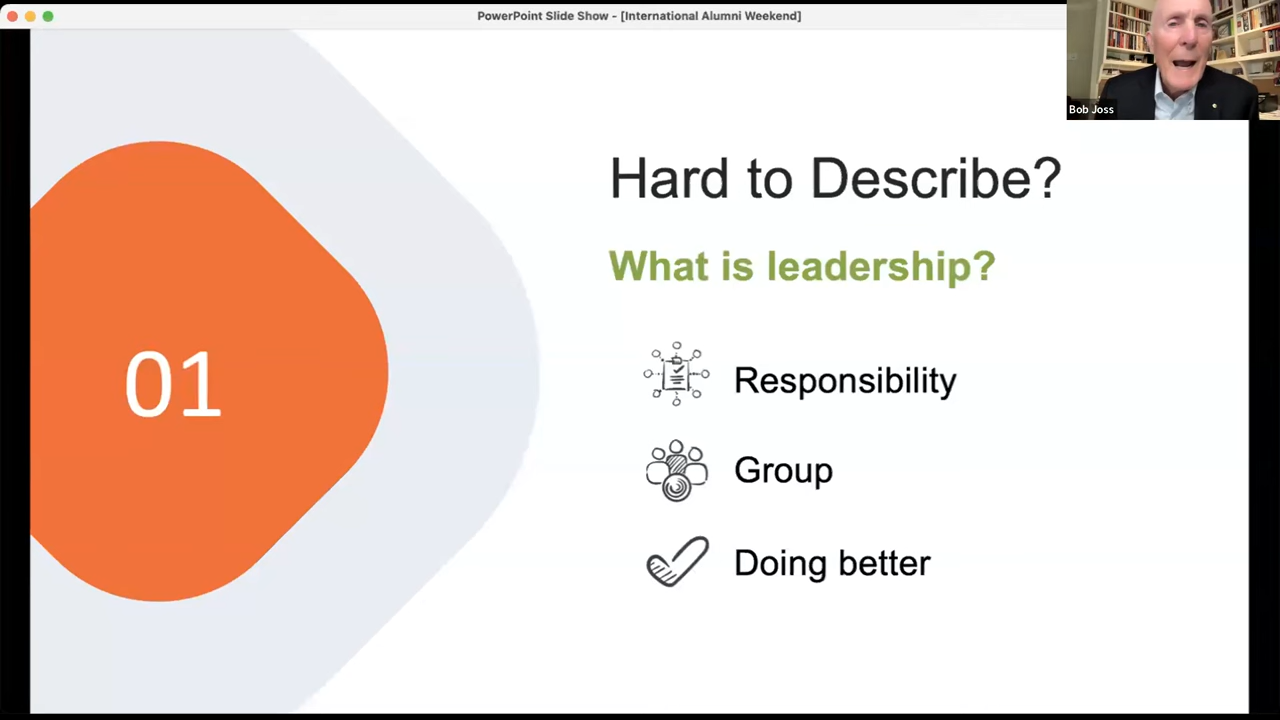 PowerPoint Slide Show - [International Alumni Weekend]
Bob Joss
Hard to Describe?
What is leadership?
01
Responsibility
Group
Doing better